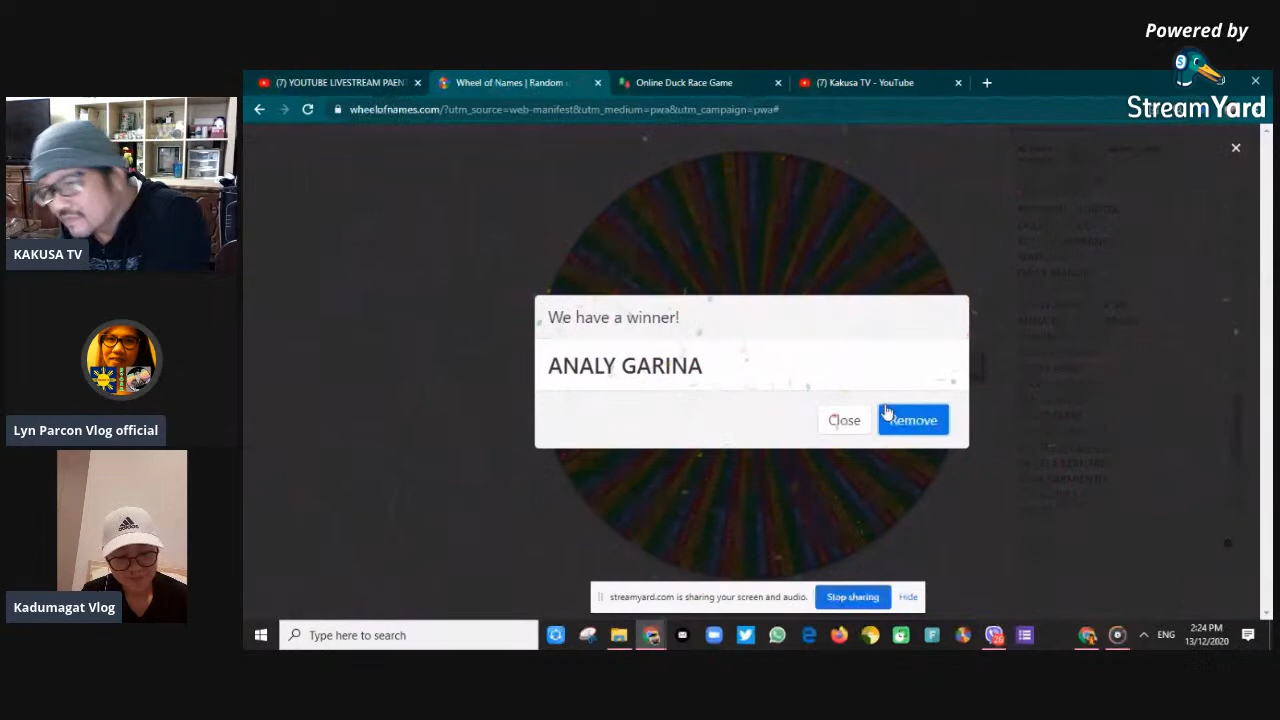 Powered by
StreamYard
(7) YOUTUBE LIVESTREAM PAEN
Wheel of Names | Random
Online Duck Race Game
(7) Kakusa TV - YouTube
wheelofnames.com/?utm_source=web-manifest&utm_medium=pwa&utm_campaign=pwa#
KAKUSA TV
We have a winner!
ANALY GARINA
Close
Remove
Lyn Parcon Vlog official
Kadumagat Vlog
streamyard.com is sharing your screen and audio.
Stop sharing
Hide
Type here to search
ENG
2:24 PM
13/12/2020